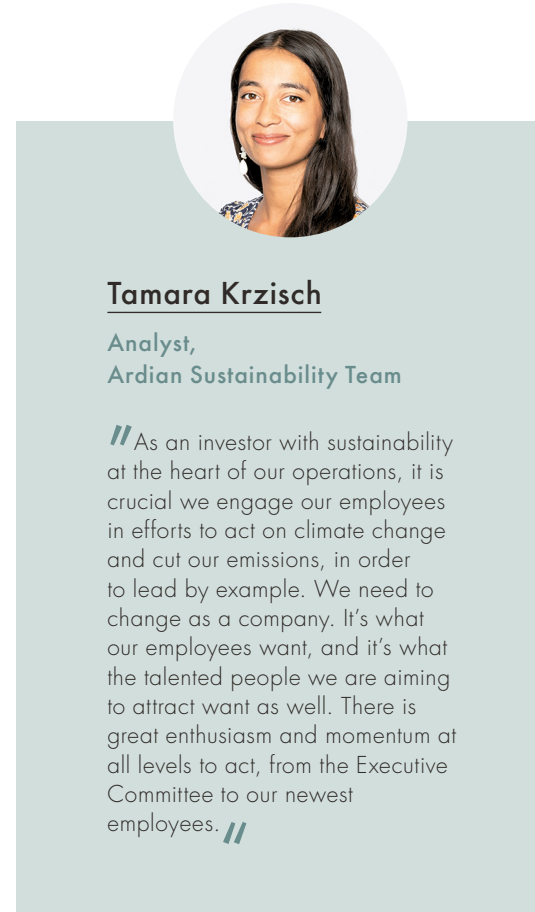 Tamara Krzisch
Analyst,
Ardian Sustainability Team
"As an investor with sustainability
at the heart of our operations, it is
crucial we engage our employees
in efforts to act on climate change
and cut our emissions, in order
to lead by example. We need to
change as a company. It’s what
our employees want, and it’s what
the talented people we are aiming
to attract want as well. There is
great enthusiasm and momentum at
all levels to act, from the Executive
Committee to our newest
employees."